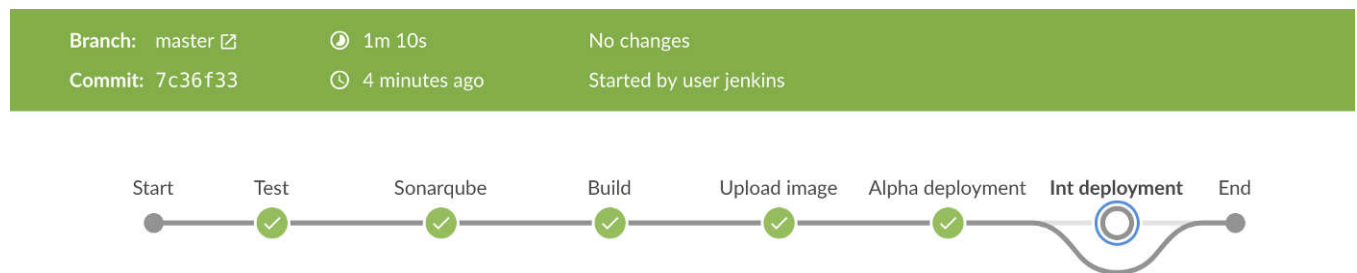 Branch: master 1m 10s No changes
Commit: 7c36f33 4 minutes ago Started by user jenkins
Start Test Sonarqube Build Upload image Alpha deployment Int deployment End